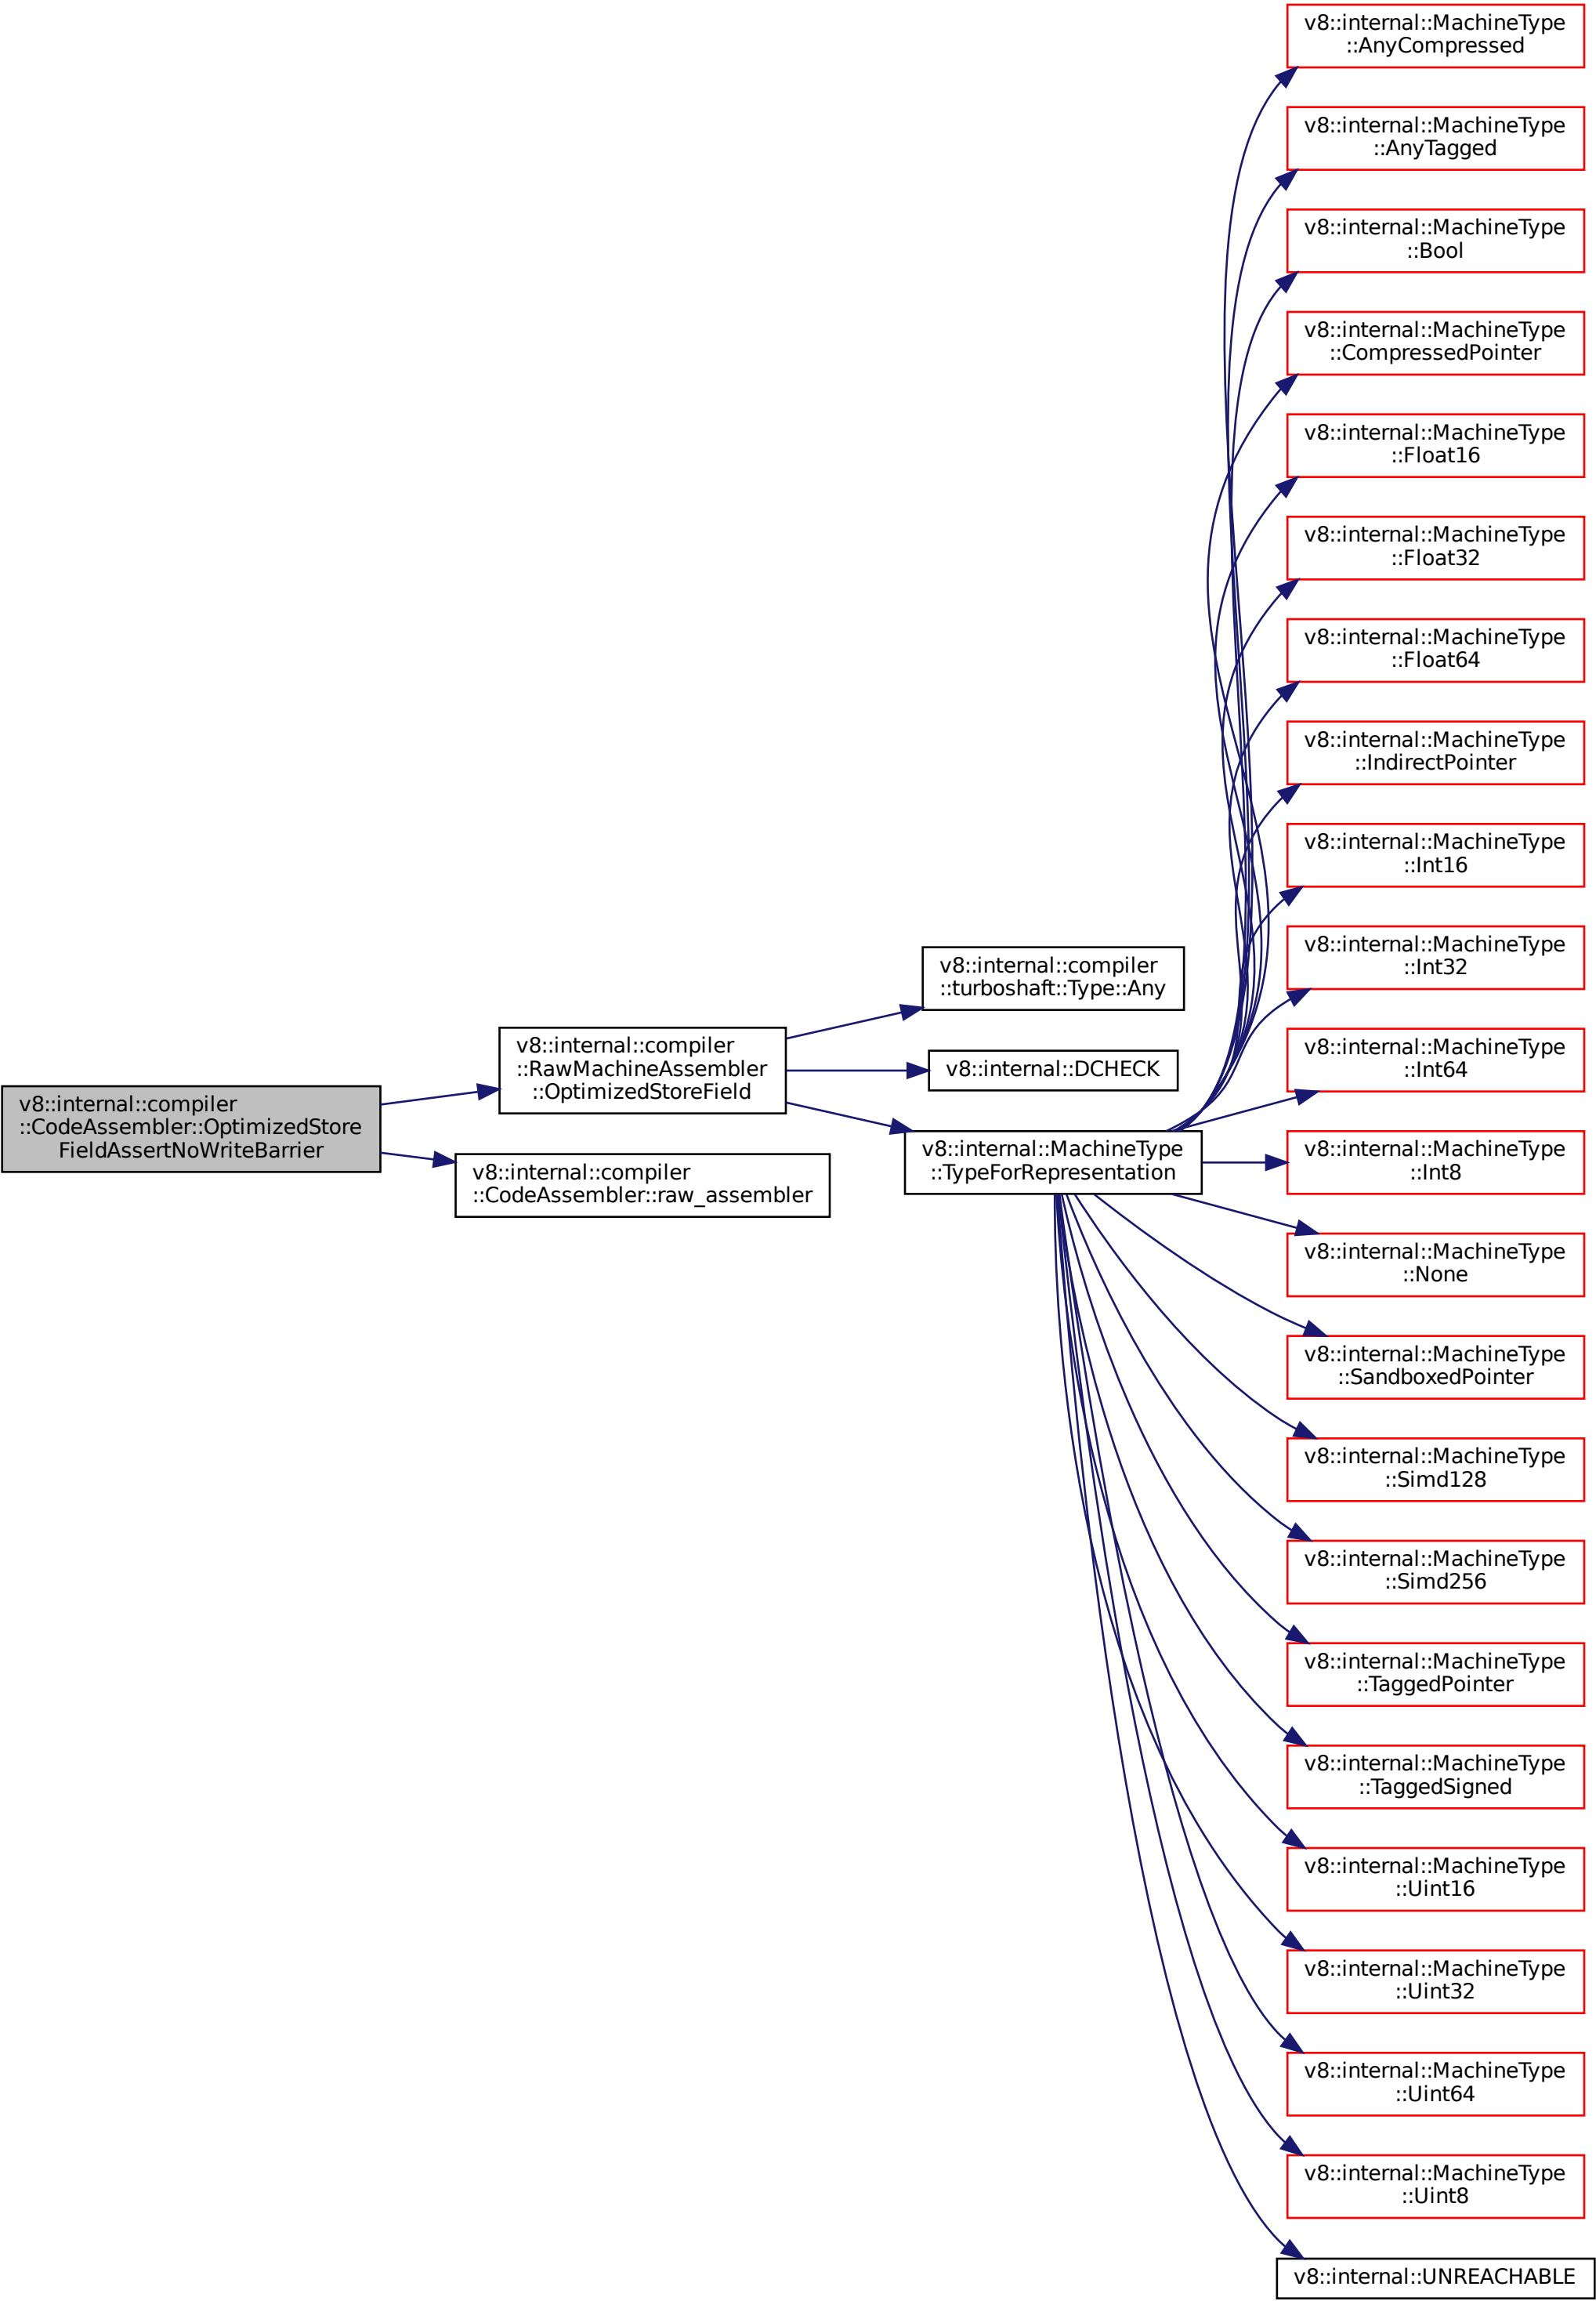 v8::internal::compiler
::CodeAssembler::OptimizedStore
FieldAssertNoWriteBarrier
v8::internal::compiler
::RawMachineAssembler
::OptimizedStoreField
v8::internal::compiler
::CodeAssembler::raw_assembler
v8::internal::compiler
::turboshaft::Type::Any
v8::internal::DCHECK
v8::internal::MachineType
::TypeForRepresentation
v8::internal::MachineType
::AnyCompressed
v8::internal::MachineType
::AnyTagged
v8::internal::MachineType
::Bool
v8::internal::MachineType
::CompressedPointer
v8::internal::MachineType
::Float16
v8::internal::MachineType
::Float32
v8::internal::MachineType
::Float64
v8::internal::MachineType
::IndirectPointer
v8::internal::MachineType
::Int16
v8::internal::MachineType
::Int32
v8::internal::MachineType
::Int64
v8::internal::MachineType
::Int8
v8::internal::MachineType
::None
v8::internal::MachineType
::SandboxedPointer
v8::internal::MachineType
::Simd128
v8::internal::MachineType
::Simd256
v8::internal::MachineType
::TaggedPointer
v8::internal::MachineType
::TaggedSigned
v8::internal::MachineType
::Uint16
v8::internal::MachineType
::Uint32
v8::internal::MachineType
::Uint64
v8::internal::MachineType
::Uint8
v8::internal::UNREACHABLE